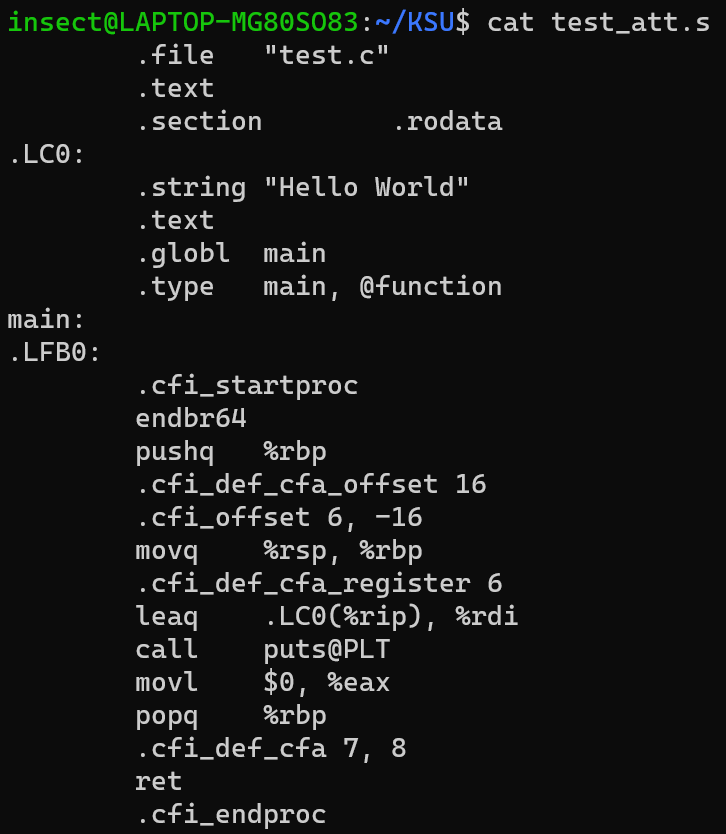 insect@LAPTOP-MG80SO83:~/KSU$ cat test_att.s
.file "test.c"
.text
.section .rodata
.LC0:
.string "Hello World"
.text
.globl main
.type main, @function
main:
.LFB0:
.cfi_startproc
endbr64
pushq %rbp
.cfi_def_cfa_offset 16
.cfi_offset 6, -16
movq %rsp, %rbp
.cfi_def_cfa_register 6
leaq .LC0(%rip), %rdi
call puts@PLT
movl $0, %eax
popq %rbp
.cfi_def_cfa 7, 8
ret
.cfi_endproc